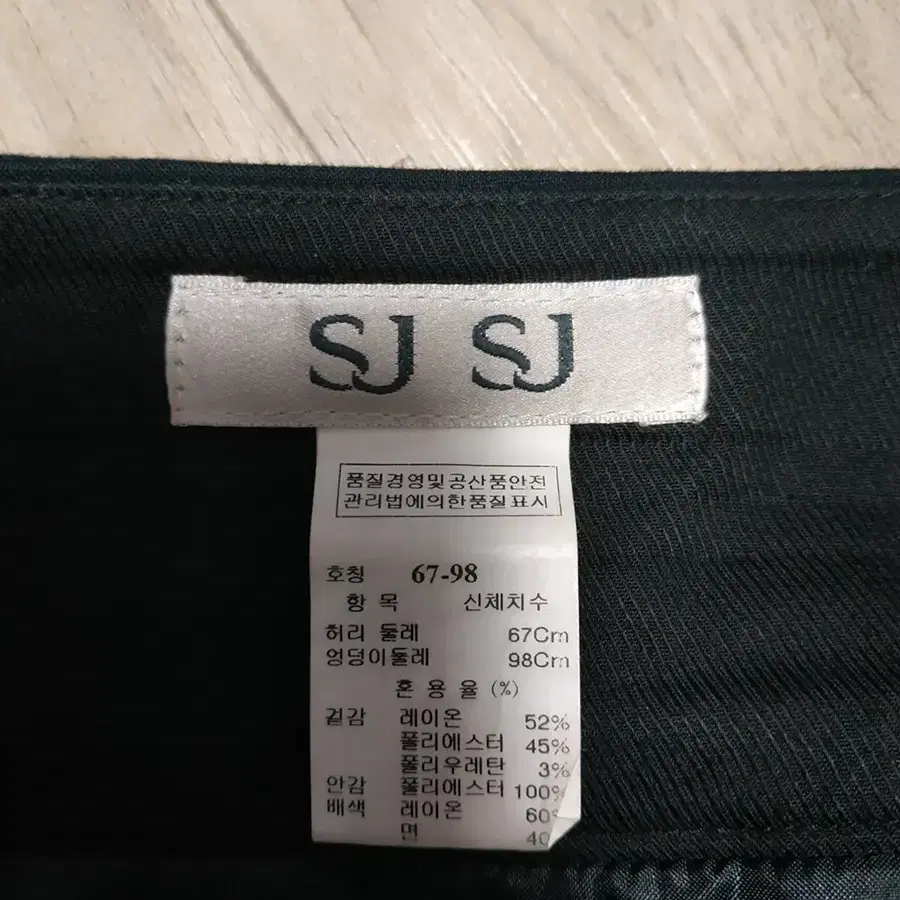 SJ SJ
품질경영및공산품안전
관리법에의한품질표시
호칭 67-98
항 목 신체치수
허리 둘레 67Cm
엉덩이둘레 98Cm
혼 용 율 (%)
겉감 레이온 52%
폴리에스터 45%
폴리우레탄 3%
안감 폴리에스터 100%
배색 레이온 60%
면 40